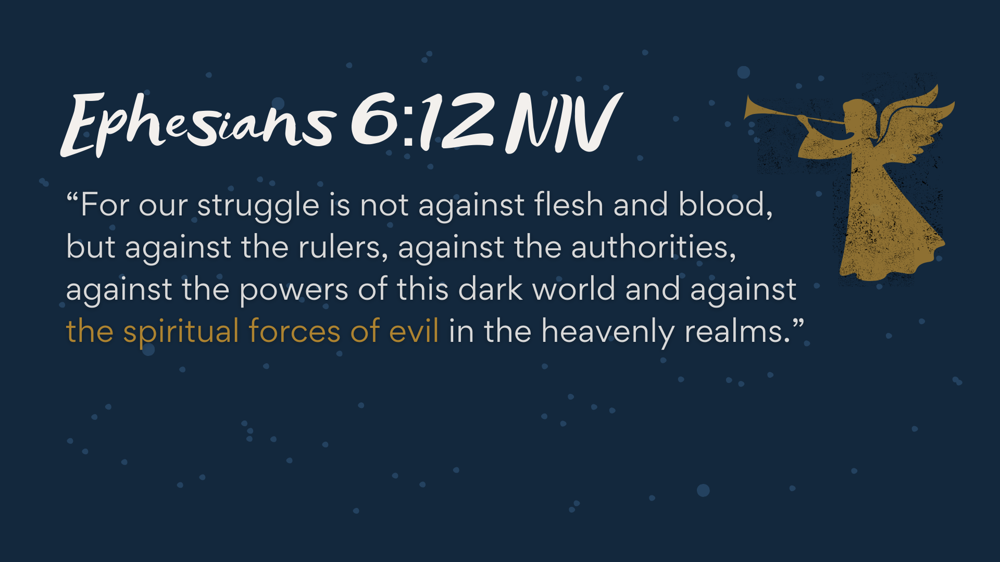 Ephesians 6:12 NIV
“For our struggle is not against flesh and blood,
but against the rulers, against the authorities,
against the powers of this dark world and against
the spiritual forces of evil in the heavenly realms.”